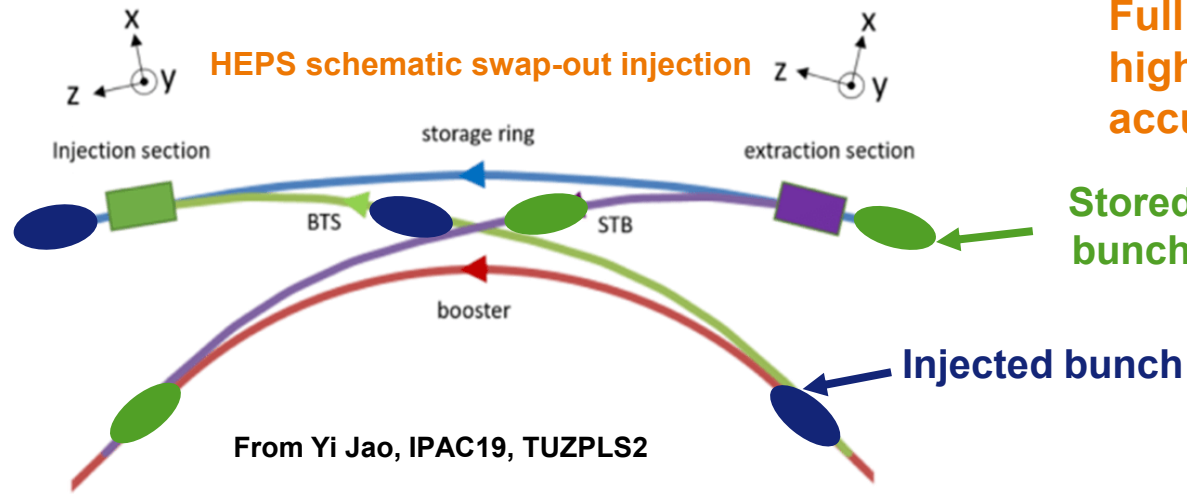 Full
high
accu
HEPS schematic swap-out injection
x
y
z
x
y
z
storage ring
Injection section
extraction section
BTS
STB
Stored
bunch
booster
Injected bunch
From Yi Jao, IPAC19, TUZPLS2